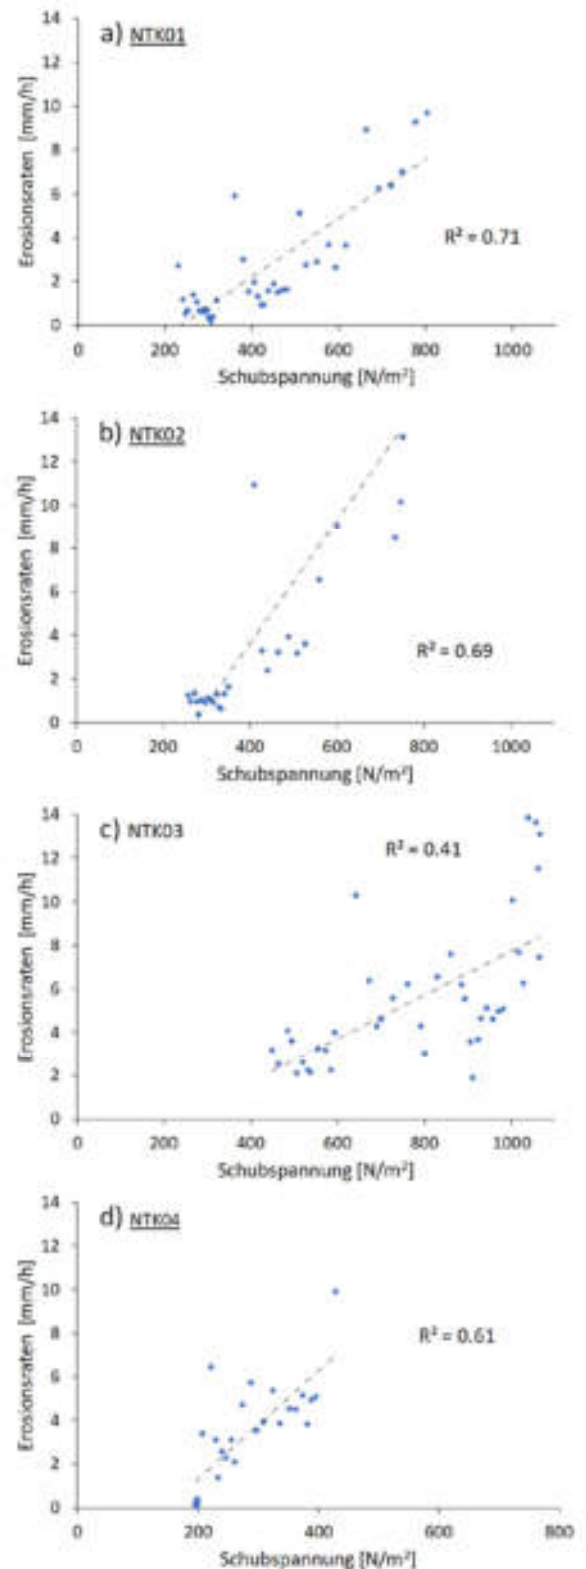 14
a) NTK01
12
10
8
6
4
2
0
Erosionsraten [mm/h]
R² = 0.71
0 200 400 600 800 1000
Schubspannung [N/m²]
14
b) NTK02
12
10
8
6
4
2
0
Erosionsraten [mm/h]
R² = 0.69
0 200 400 600 800 1000
Schubspannung [N/m²]
14
c) NTK03
12
10
8
6
4
2
0
Erosionsraten [mm/h]
R² = 0.41
0 200 400 600 800 1000
Schubspannung [N/m²]
14
d) NTK04
12
10
8
6
4
2
0
Erosionsraten [mm/h]
R² = 0.61
0 200 400 600 800
Schubspannung [N/m²]